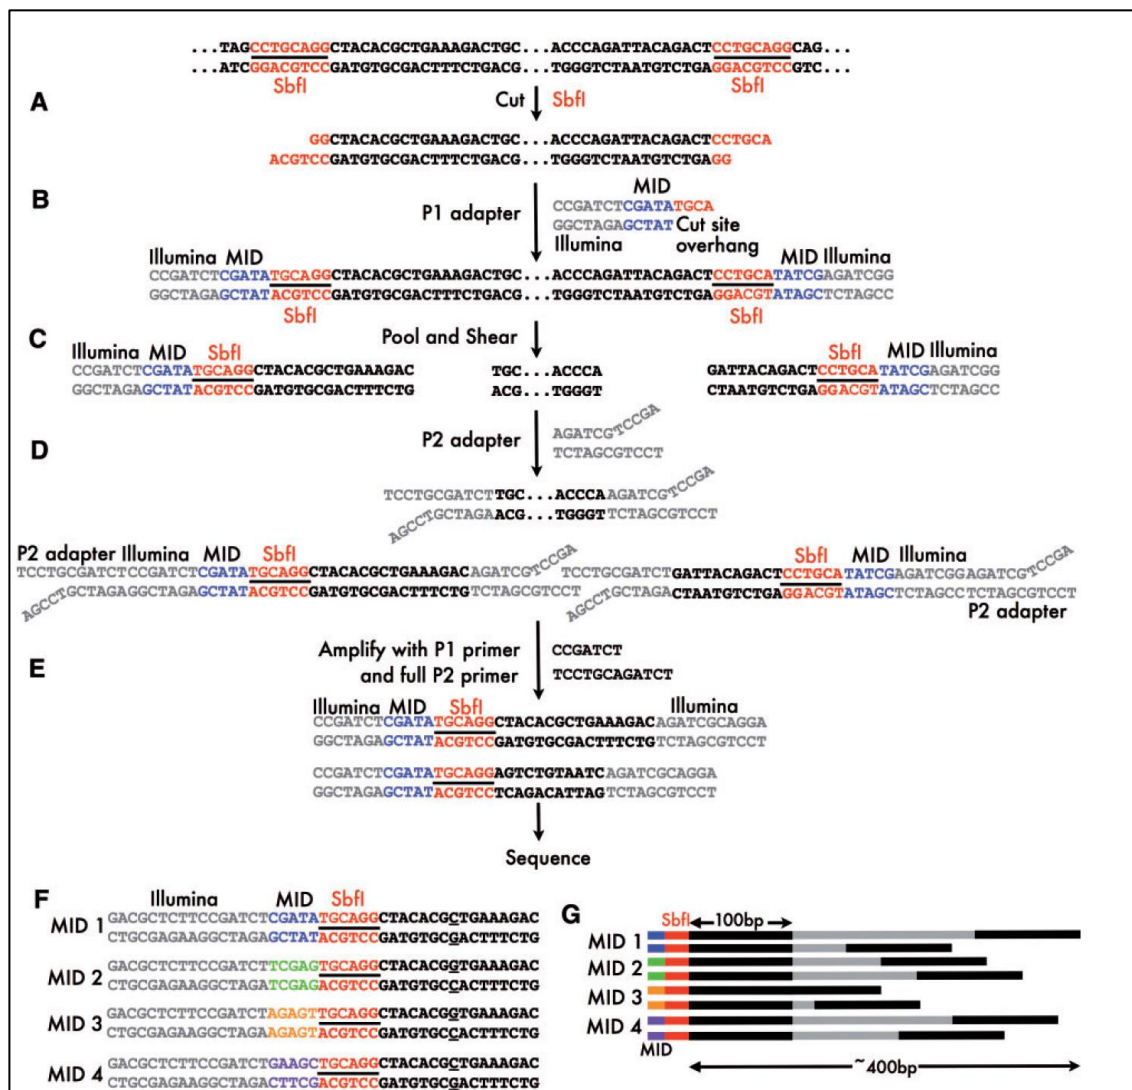 ...TAGCCTGCAGGCTACACGCTGAAAGACTGC...ACCCAGATTACAGACTCCTGCAGGCAG...
...ATCGGACGTCCGATGTGCGACTTTCTGACG...TGGGTCTAATGTCTGAGGACGTCCGTC...
SbfI SbfI
A Cut SbfI
GGCTACACGCTGAAAGACTGC...ACCCAGATTACAGACTCCTGCA
ACGTCCGATGTGCGACTTTCTGACG...TGGGTCTAATGTCTGAGG
B P1 adapter MID
CCGATCTCGATATGCA
GGCTAGAGCTAT Cut site
Illumina overhang
Illumina MID MID Illumina
CCGATCTCGATATGCAGGCTACACGCTGAAAGACTGC...ACCCAGATTACAGACTCCTGCATATCGAGATCGG
GGCTAGAGCTATACGTCCGATGTGCGACTTTCTGACG...TGGGTCTAATGTCTGAGGACGTATAGCTCTAGCC
SbfI SbfI
C Pool and Shear
Illumina MID SbfI SbfI MID Illumina
CCGATCTCGATATGCAGGCTACACGCTGAAAGAC TGC...ACCCA GATTACAGACTCCTGCATATCGAGATCGG
GGCTAGAGCTATACGTCCGATGTGCGACTTTCTG ACG...TGGGT CTAATGTCTGAGGACGTATAGCTCTAGCC
D P2 adapter
AGATCGTCCGA
TCTAGCGTCCT
TCCTGCGATCTTGC...ACCCAAGATCGTCCGA
AGCCTGCTAGAACG...TGGGTTCTAGCGTCCT
P2 adapter Illumina MID SbfI SbfI MID Illumina
TCCTGCGATCTCCGATCTCGATATGCAGGCTACACGCTGAAAGACAGATCGTCCGA TCCTGCGATCTGATTACAGACTCCTGCATATCGAGATCGGAGATCGTCCGA
AGCCTGCTAGAGGCTAGAGCTATACGTCCGATGTGCGACTTTCTGTCTAGCGTCCT AGCCTGCTAGACTAATGTCTGAGGACGTATAGCTCTAGCCTCTAGCGTCCT
P2 adapter
E Amplify with P1 primer CCGATCT
and full P2 primer TCCTGCAGATCT
Illumina MID SbfI Illumina
CCGATCTCGATATGCAGGCTACACGCTGAAAGACAGATCGCAGGA
GGCTAGAGCTATACGTCCGATGTGCGACTTTCTGTCTAGCGTCCT
CCGATCTCGATATGCAGGAGTCTGTAATCAGATCGCAGGA
GGCTAGAGCTATACGTCCTCAGACATTAGTCTAGCGTCCT
Sequence
F Illumina MID SbfI
MID 1 GACGCTCTTCCGATCTCGATATGCAGGCTACACGCTGAAAGAC
CTGCGAGAAGGCTAGAGCTATACGTCCGATGTGCGACTTTCTG
MID 2 GACGCTCTTCCGATCTTCGAGTGCAGGCTACACGGTGAAAGAC
CTGCGAGAAGGCTAGATCGAGACGTCCGATGTGCCACTTTCTG
MID 3 GACGCTCTTCCGATCTAGAGTTGCAGGCTACACGGTGAAAGAC
CTGCGAGAAGGCTAGAAGAGTACGTCCGATGTGCCACTTTCTG
MID 4 GACGCTCTTCCGATCTGAAGCTGCAGGCTACACGCTGAAAGAC
CTGCGAGAAGGCTAGACTTCGACGTCCGATGTGCGACTTTCTG
G
SbfI 100bp
MID 1
MID 2
MID 3
MID 4
MID
~400bp